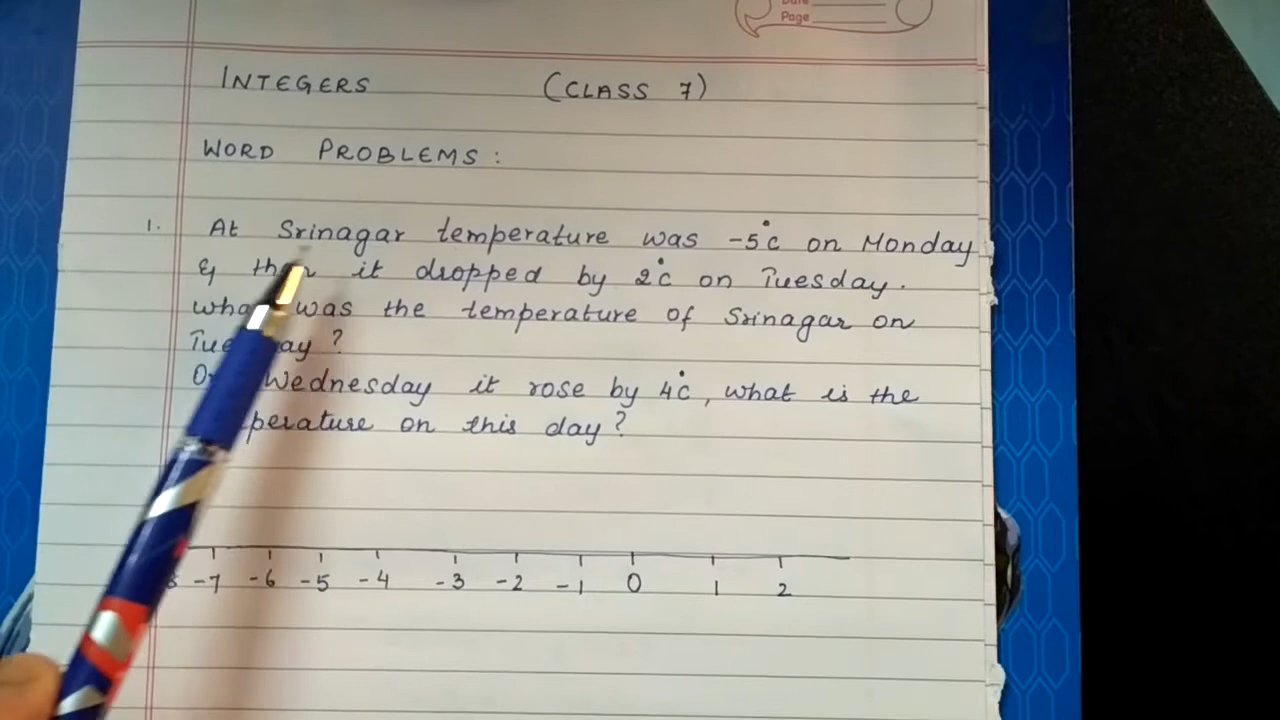 Date
Page
INTEGERS (CLASS 7)
WORD PROBLEMS:
1. At Srinagar temperature was -5°c on Monday
& then it dropped by 2°c on Tuesday.
was the temperature of Srinagar on
?
Wednesday it rose by 4°c, what is the
on this day?
-7 -6 -5 -4 -3 -2 -1 0 1 2